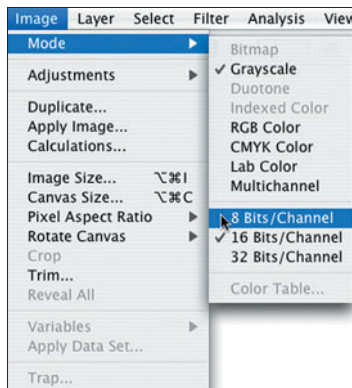 Image Layer Select Filter Analysis View
Mode
Adjustments
Duplicate...
Apply Image...
Calculations...
Image Size... ⌥⌘I
Canvas Size... ⌥⌘C
Pixel Aspect Ratio
Rotate Canvas
Crop
Trim...
Reveal All
Variables
Apply Data Set...
Trap...
Bitmap
✓ Grayscale
Duotone
Indexed Color
RGB Color
CMYK Color
Lab Color
Multichannel
8 Bits/Channel
✓ 16 Bits/Channel
32 Bits/Channel
Color Table...